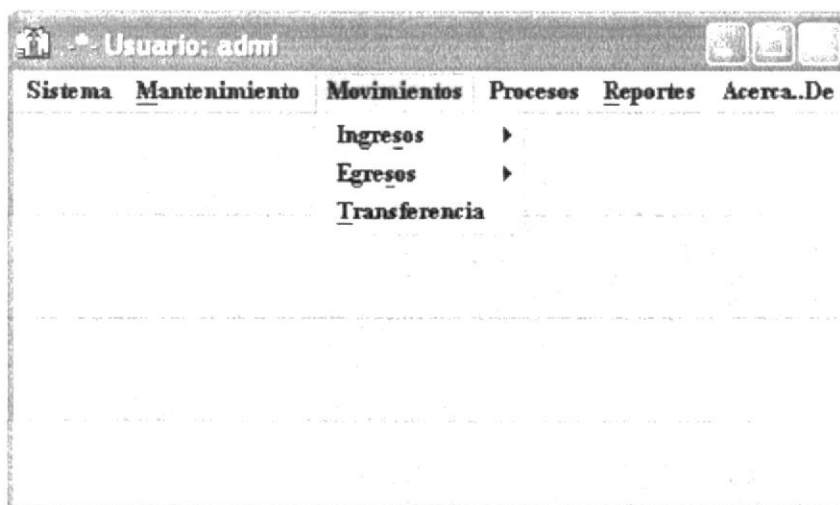 -*- Usuario: admi
Sistema Mantenimiento Movimientos Procesos Reportes Acerca..De
Ingresos
Egresos
Transferencia